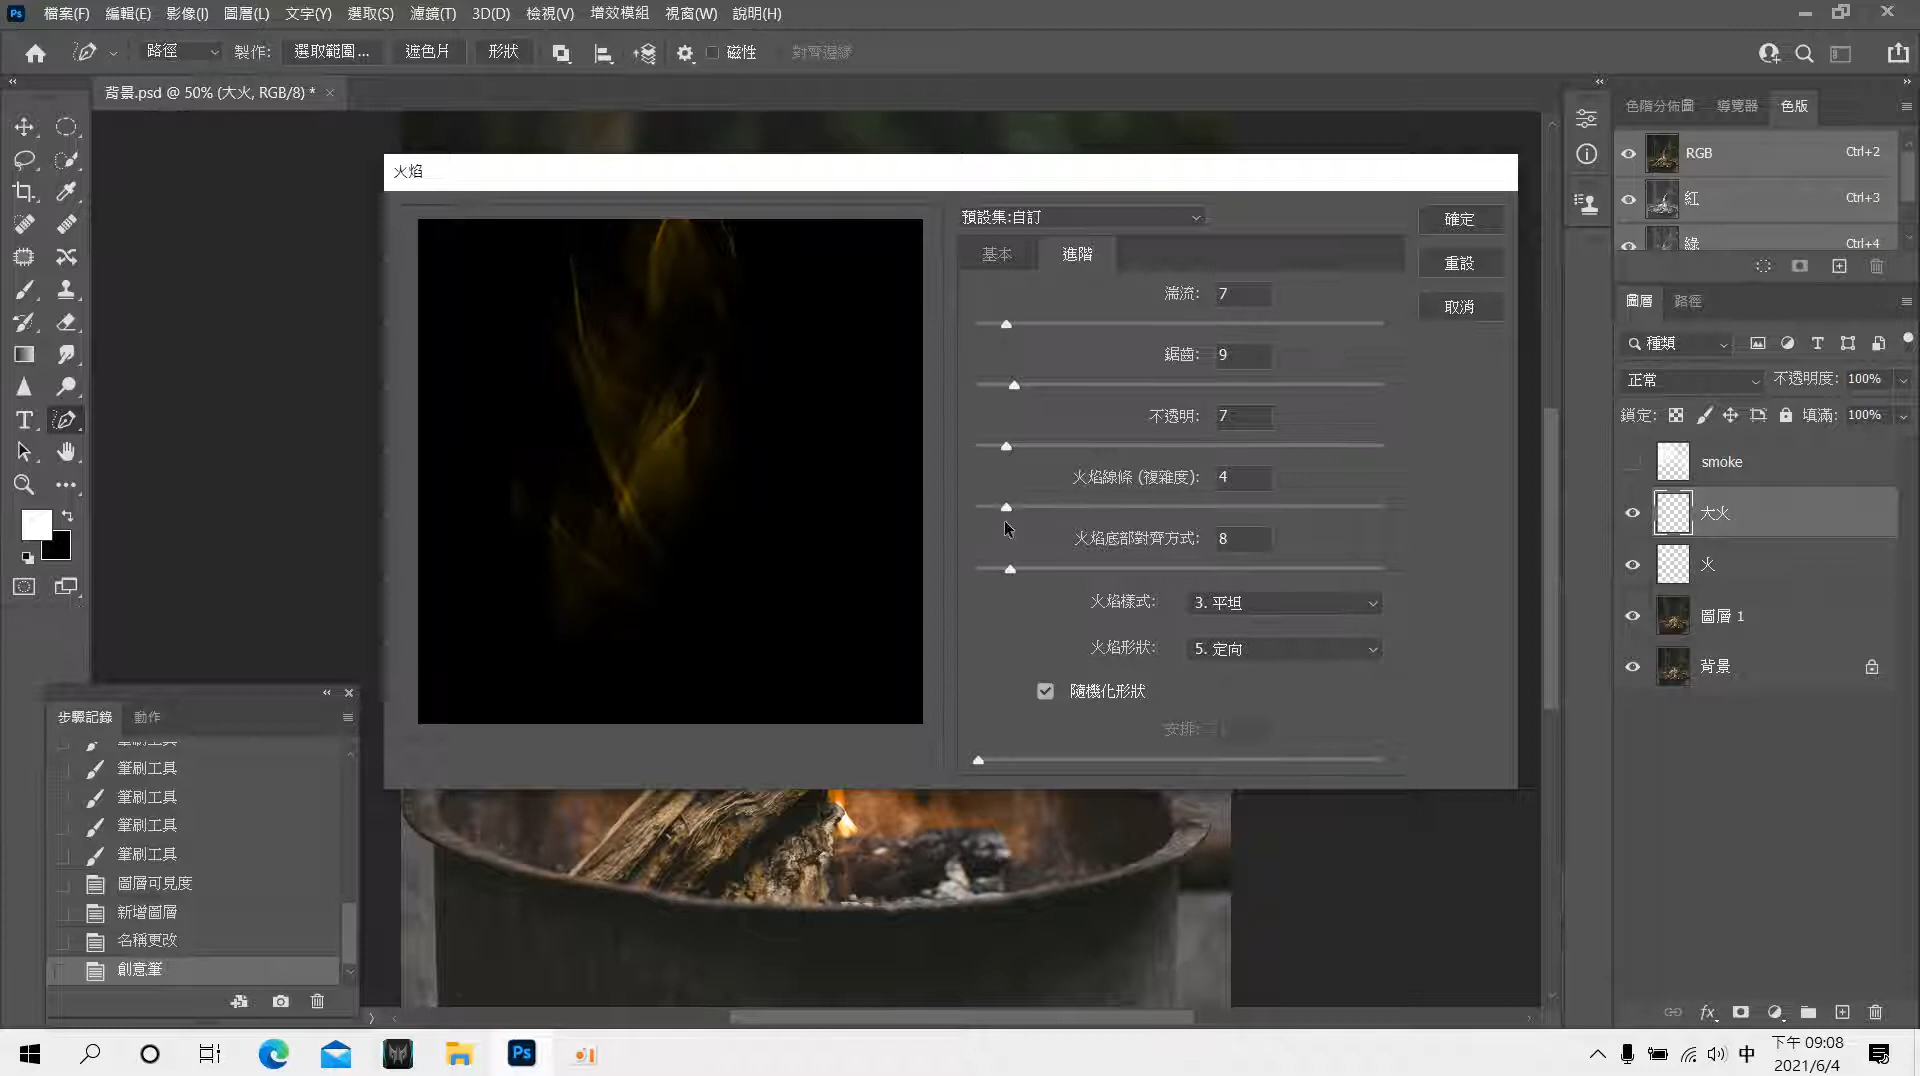 Ps 檔案(F) 編輯(E) 影像(I) 圖層(L) 文字(Y) 選取(S) 濾鏡(T) 3D(D) 檢視(V) 增效模組 視窗(W) 說明(H)
路徑 製作: 選取範圍... 遮色片 形狀 磁性 對齊邊緣
背景.psd @ 50% (大火, RGB/8) * ×
火焰
預設集:自訂
基本 進階
湍流: 7
鋸齒: 9
不透明: 7
火焰線條 (複雜度): 4
火焰底部對齊方式: 8
火焰樣式: 3. 平坦
火焰形狀: 5. 定向
隨機化形狀
安排: 1
確定
重設
取消
色階分佈圖 導覽器 色版
RGB Ctrl+2
紅 Ctrl+3
綠 Ctrl+4
圖層 路徑
種類
正常 不透明度: 100%
鎖定: 填滿: 100%
smoke
大火
火
圖層 1
背景
步驟記錄 動作
筆刷工具
筆刷工具
筆刷工具
筆刷工具
筆刷工具
圖層可見度
新增圖層
名稱更改
創意筆
Ps
中
下午 09:08
2021/6/4